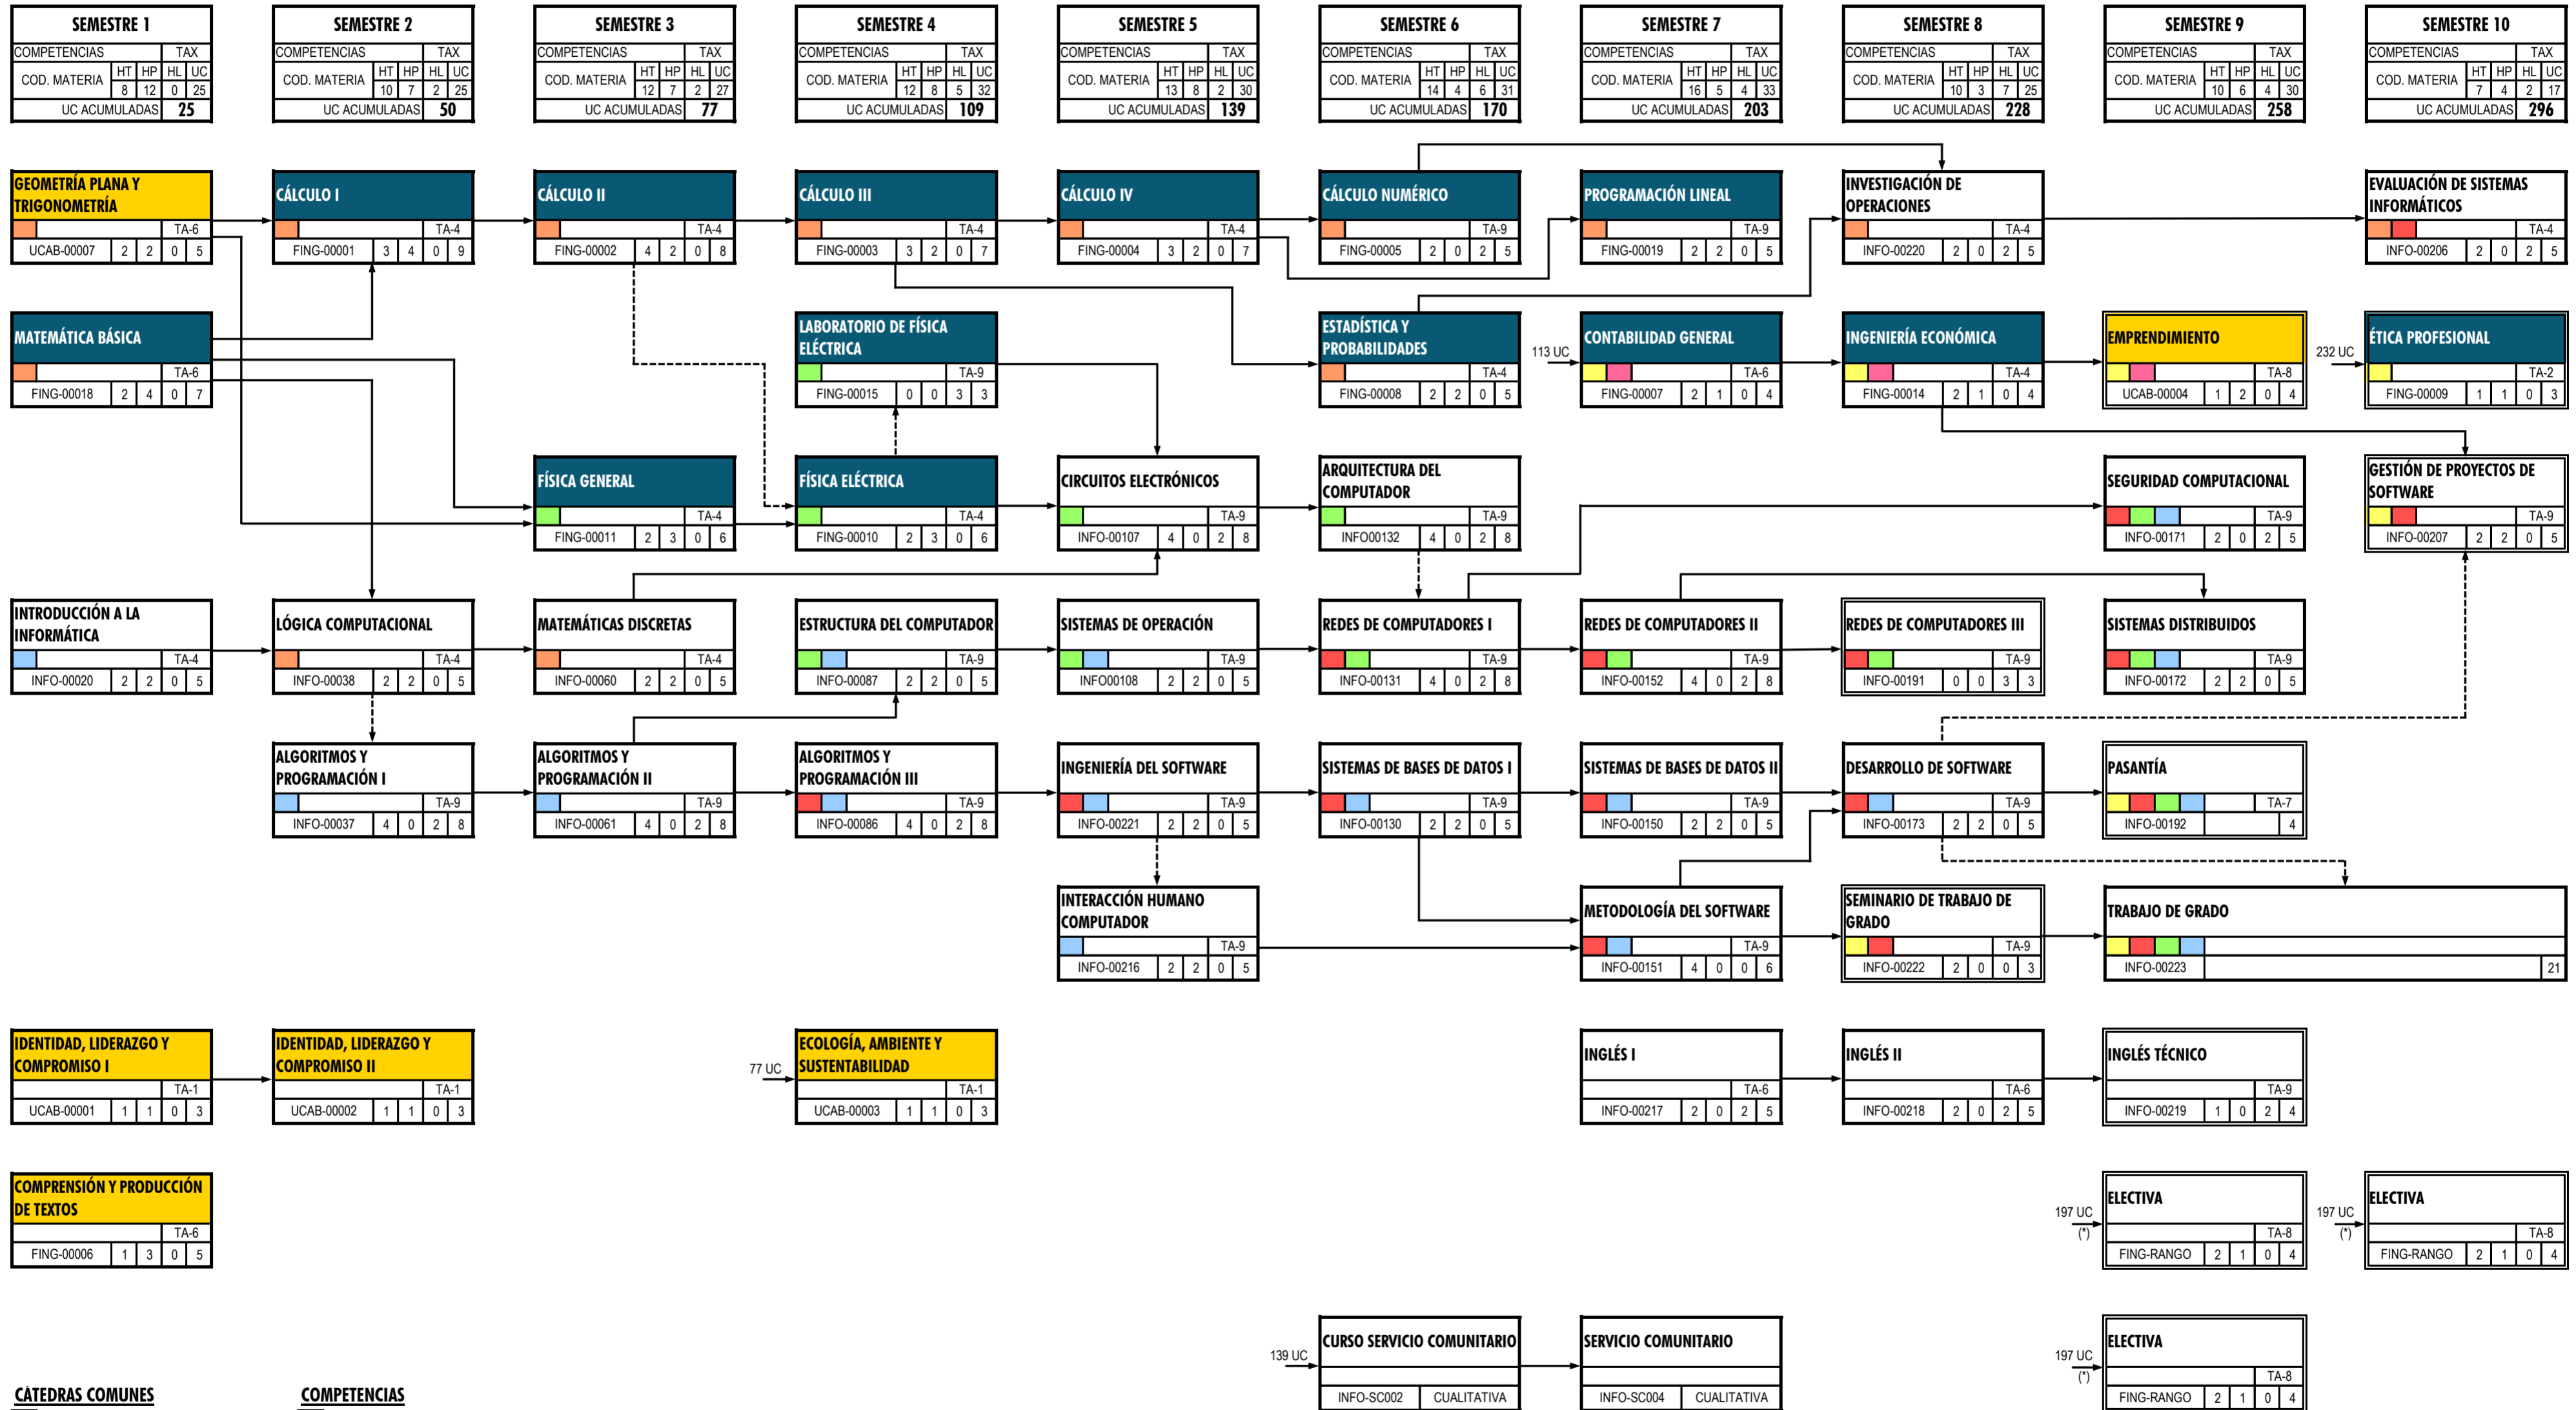 SEMESTRE 1 SEMESTRE 2 SEMESTRE 3 SEMESTRE 4 SEMESTRE 5 SEMESTRE 6 SEMESTRE 7 SEMESTRE 8 SEMESTRE 9 SEMESTRE 10
COMPETENCIAS TAX COMPETENCIAS TAX COMPETENCIAS TAX COMPETENCIAS TAX COMPETENCIAS TAX COMPETENCIAS TAX COMPETENCIAS TAX COMPETENCIAS TAX COMPETENCIAS TAX COMPETENCIAS TAX
COD. MATERIA HT HP HL UC COD. MATERIA HT HP HL UC COD. MATERIA HT HP HL UC COD. MATERIA HT HP HL UC COD. MATERIA HT HP HL UC COD. MATERIA HT HP HL UC COD. MATERIA HT HP HL UC COD. MATERIA HT HP HL UC COD. MATERIA HT HP HL UC COD. MATERIA HT HP HL UC
8 12 0 25 10 7 2 25 12 7 2 27 12 8 5 32 13 8 2 30 14 4 6 31 16 5 4 33 10 3 7 25 10 6 4 30 7 4 2 17
UC ACUMULADAS 25 UC ACUMULADAS 50 UC ACUMULADAS 77 UC ACUMULADAS 109 UC ACUMULADAS 139 UC ACUMULADAS 170 UC ACUMULADAS 203 UC ACUMULADAS 228 UC ACUMULADAS 258 UC ACUMULADAS 296
GEOMETRÍA PLANA Y
TRIGONOMETRÍA
TA-6
UCAB-00007 2 2 0 5
CÁLCULO I
TA-4
FING-00001 3 4 0 9
CÁLCULO II
TA-4
FING-00002 4 2 0 8
CÁLCULO III
TA-4
FING-00003 3 2 0 7
CÁLCULO IV
TA-4
FING-00004 3 2 0 7
CÁLCULO NUMÉRICO
TA-9
FING-00005 2 0 2 5
PROGRAMACIÓN LINEAL
TA-9
FING-00019 2 2 0 5
INVESTIGACIÓN DE
OPERACIONES
TA-4
INFO-00220 2 0 2 5
EVALUACIÓN DE SISTEMAS
INFORMÁTICOS
TA-4
INFO-00206 2 0 2 5
MATEMÁTICA BÁSICA
TA-6
FING-00018 2 4 0 7
LABORATORIO DE FÍSICA
ELÉCTRICA
TA-9
FING-00015 0 0 3 3
ESTADÍSTICA Y
PROBABILIDADES
TA-4
FING-00008 2 2 0 5
113 UC
CONTABILIDAD GENERAL
TA-6
FING-00007 2 1 0 4
INGENIERÍA ECONÓMICA
TA-4
FING-00014 2 1 0 4
EMPRENDIMIENTO
TA-8
UCAB-00004 1 2 0 4
232 UC
ÉTICA PROFESIONAL
TA-2
FING-00009 1 1 0 3
FÍSICA GENERAL
TA-4
FING-00011 2 3 0 6
FÍSICA ELÉCTRICA
TA-4
FING-00010 2 3 0 6
CIRCUITOS ELECTRÓNICOS
TA-9
INFO-00107 4 0 2 8
ARQUITECTURA DEL
COMPUTADOR
TA-9
INFO00132 4 0 2 8
SEGURIDAD COMPUTACIONAL
TA-9
INFO-00171 2 0 2 5
GESTIÓN DE PROYECTOS DE
SOFTWARE
TA-9
INFO-00207 2 2 0 5
INTRODUCCIÓN A LA
INFORMÁTICA
TA-4
INFO-00020 2 2 0 5
LÓGICA COMPUTACIONAL
TA-4
INFO-00038 2 2 0 5
MATEMÁTICAS DISCRETAS
TA-4
INFO-00060 2 2 0 5
ESTRUCTURA DEL COMPUTADOR
TA-9
INFO-00087 2 2 0 5
SISTEMAS DE OPERACIÓN
TA-9
INFO00108 2 2 0 5
REDES DE COMPUTADORES I
TA-9
INFO-00131 4 0 2 8
REDES DE COMPUTADORES II
TA-9
INFO-00152 4 0 2 8
REDES DE COMPUTADORES III
TA-9
INFO-00191 0 0 3 3
SISTEMAS DISTRIBUIDOS
TA-9
INFO-00172 2 2 0 5
ALGORITMOS Y
PROGRAMACIÓN I
TA-9
INFO-00037 4 0 2 8
ALGORITMOS Y
PROGRAMACIÓN II
TA-9
INFO-00061 4 0 2 8
ALGORITMOS Y
PROGRAMACIÓN III
TA-9
INFO-00086 4 0 2 8
INGENIERÍA DEL SOFTWARE
TA-9
INFO-00221 2 2 0 5
SISTEMAS DE BASES DE DATOS I
TA-9
INFO-00130 2 2 0 5
SISTEMAS DE BASES DE DATOS II
TA-9
INFO-00150 2 2 0 5
DESARROLLO DE SOFTWARE
TA-9
INFO-00173 2 2 0 5
PASANTÍA
TA-7
INFO-00192 4
INTERACCIÓN HUMANO
COMPUTADOR
TA-9
INFO-00216 2 2 0 5
METODOLOGÍA DEL SOFTWARE
TA-9
INFO-00151 4 0 0 6
SEMINARIO DE TRABAJO DE
GRADO
TA-9
INFO-00222 2 0 0 3
TRABAJO DE GRADO
INFO-00223 21
IDENTIDAD, LIDERAZGO Y
COMPROMISO I
TA-1
UCAB-00001 1 1 0 3
IDENTIDAD, LIDERAZGO Y
COMPROMISO II
TA-1
UCAB-00002 1 1 0 3
77 UC
ECOLOGÍA, AMBIENTE Y
SUSTENTABILIDAD
TA-1
UCAB-00003 1 1 0 3
INGLÉS I
TA-6
INFO-00217 2 0 2 5
INGLÉS II
TA-6
INFO-00218 2 0 2 5
INGLÉS TÉCNICO
TA-9
INFO-00219 1 0 2 4
COMPRENSIÓN Y PRODUCCIÓN
DE TEXTOS
TA-6
FING-00006 1 3 0 5
197 UC
(*)
ELECTIVA
TA-8
FING-RANGO 2 1 0 4
197 UC
(*)
ELECTIVA
TA-8
FING-RANGO 2 1 0 4
139 UC
CURSO SERVICIO COMUNITARIO
INFO-SC002 CUALITATIVA
SERVICIO COMUNITARIO
INFO-SC004 CUALITATIVA
197 UC
(*)
ELECTIVA
TA-8
FING-RANGO 2 1 0 4
CÁTEDRAS COMUNES COMPETENCIAS